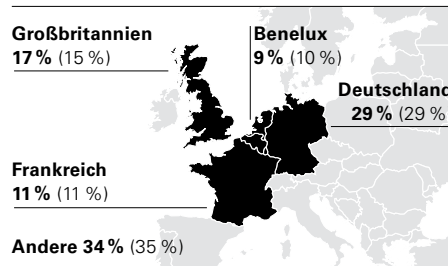 Großbritannien
17 % (15 %)
Benelux
9 % (10 %)
Deutschland
29 % (29 %
Frankreich
11 % (11 %)
Andere 34 % (35 %)